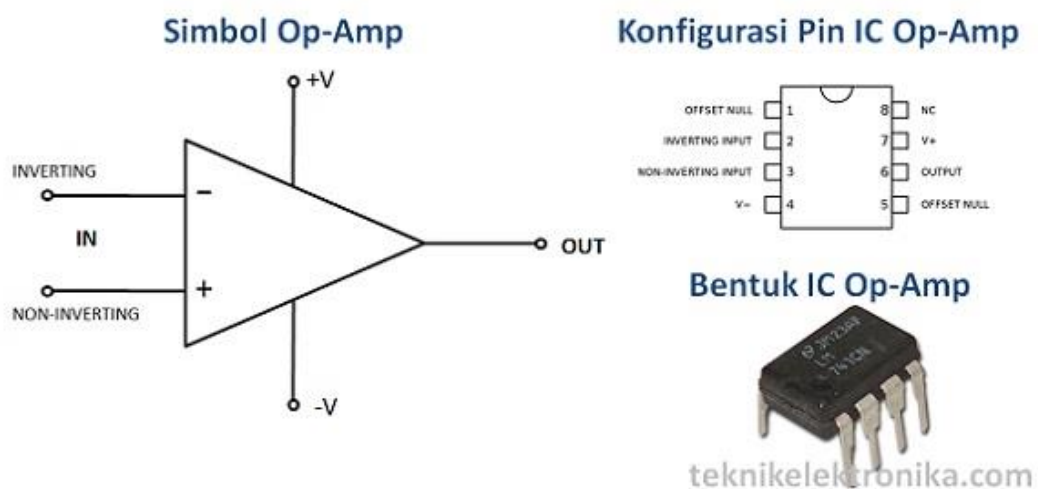 Simbol Op-Amp
+V
INVERTING
−
IN
+
NON-INVERTING
OUT
-V
Konfigurasi Pin IC Op-Amp
OFFSET NULL 1 8 NC
INVERTING INPUT 2 7 V+
NON-INVERTING INPUT 3 6 OUTPUT
V− 4 5 OFFSET NULL
Bentuk IC Op-Amp
JM23AF
LM
741CN
teknikelektronika.com